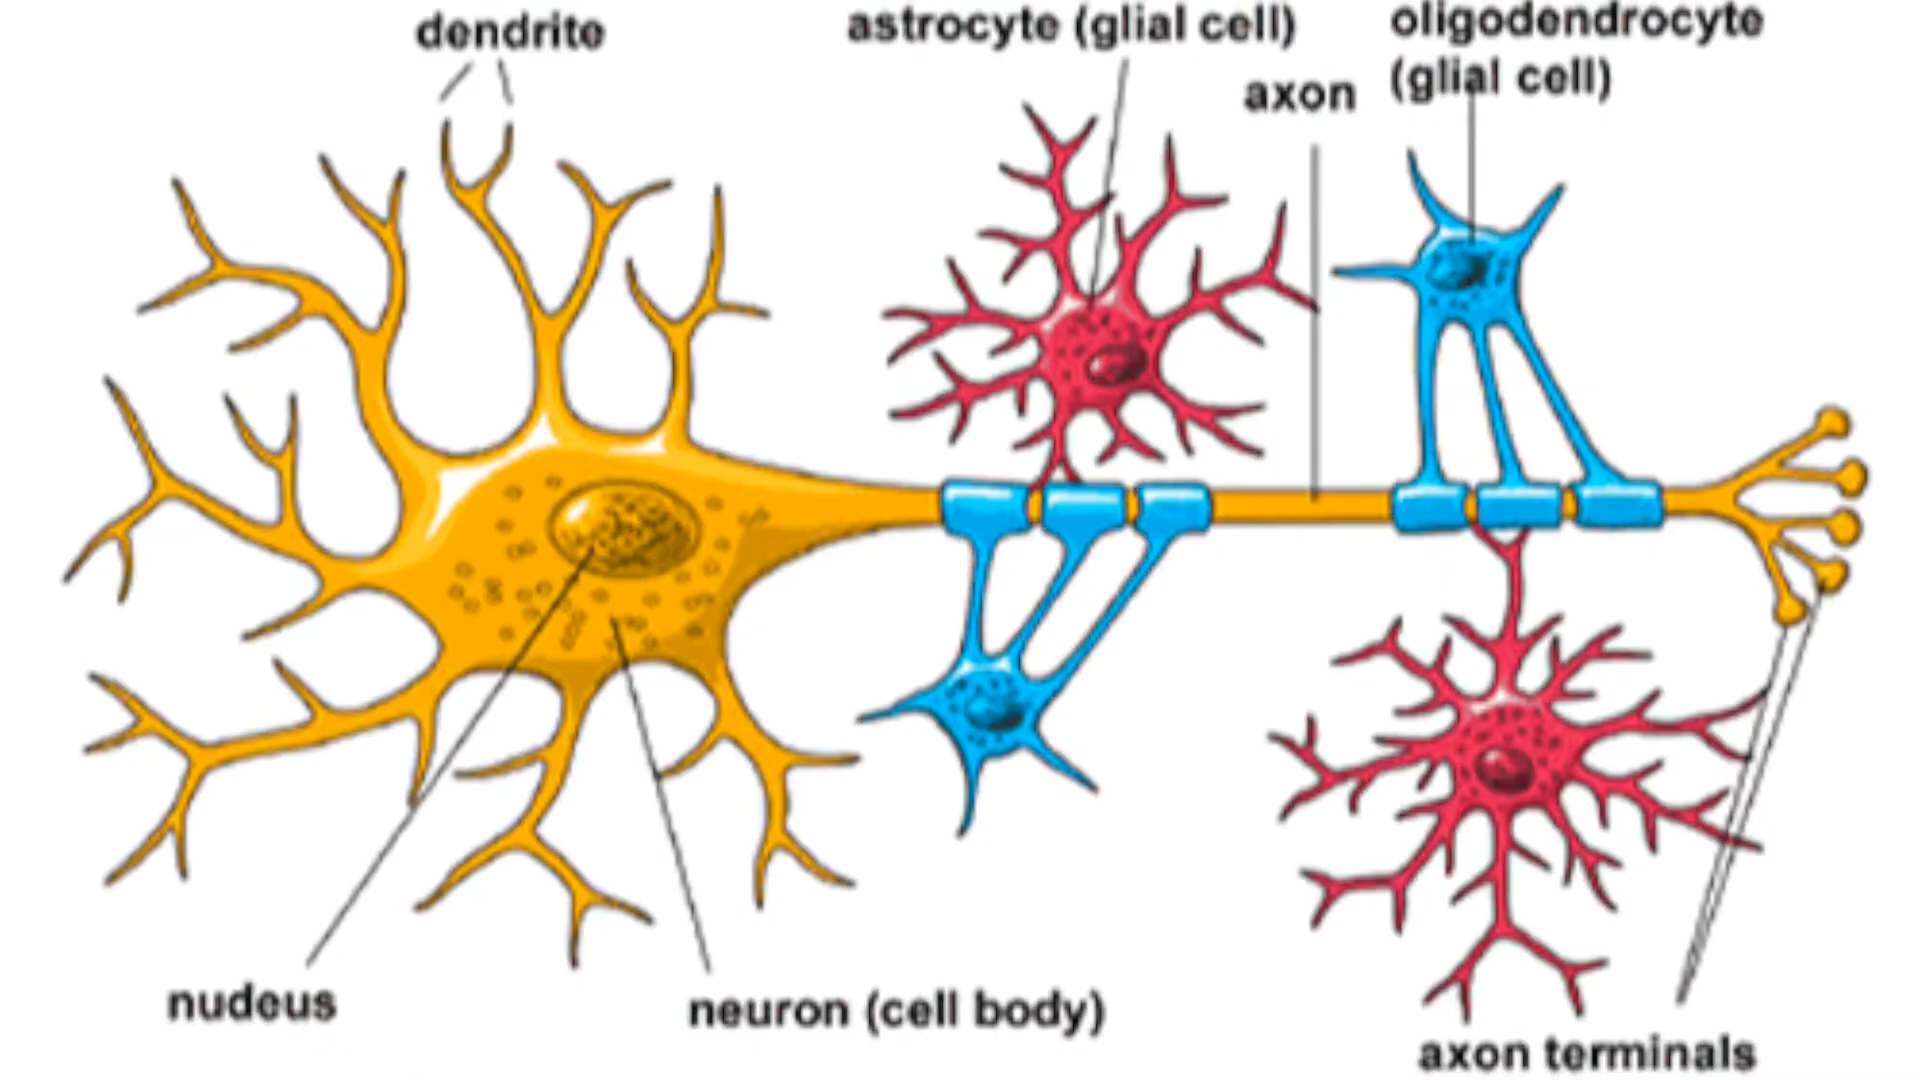 dendrite
astrocyte (glial cell)
oligodendrocyte
(glial cell)
axon
nudeus
neuron (cell body)
axon terminals